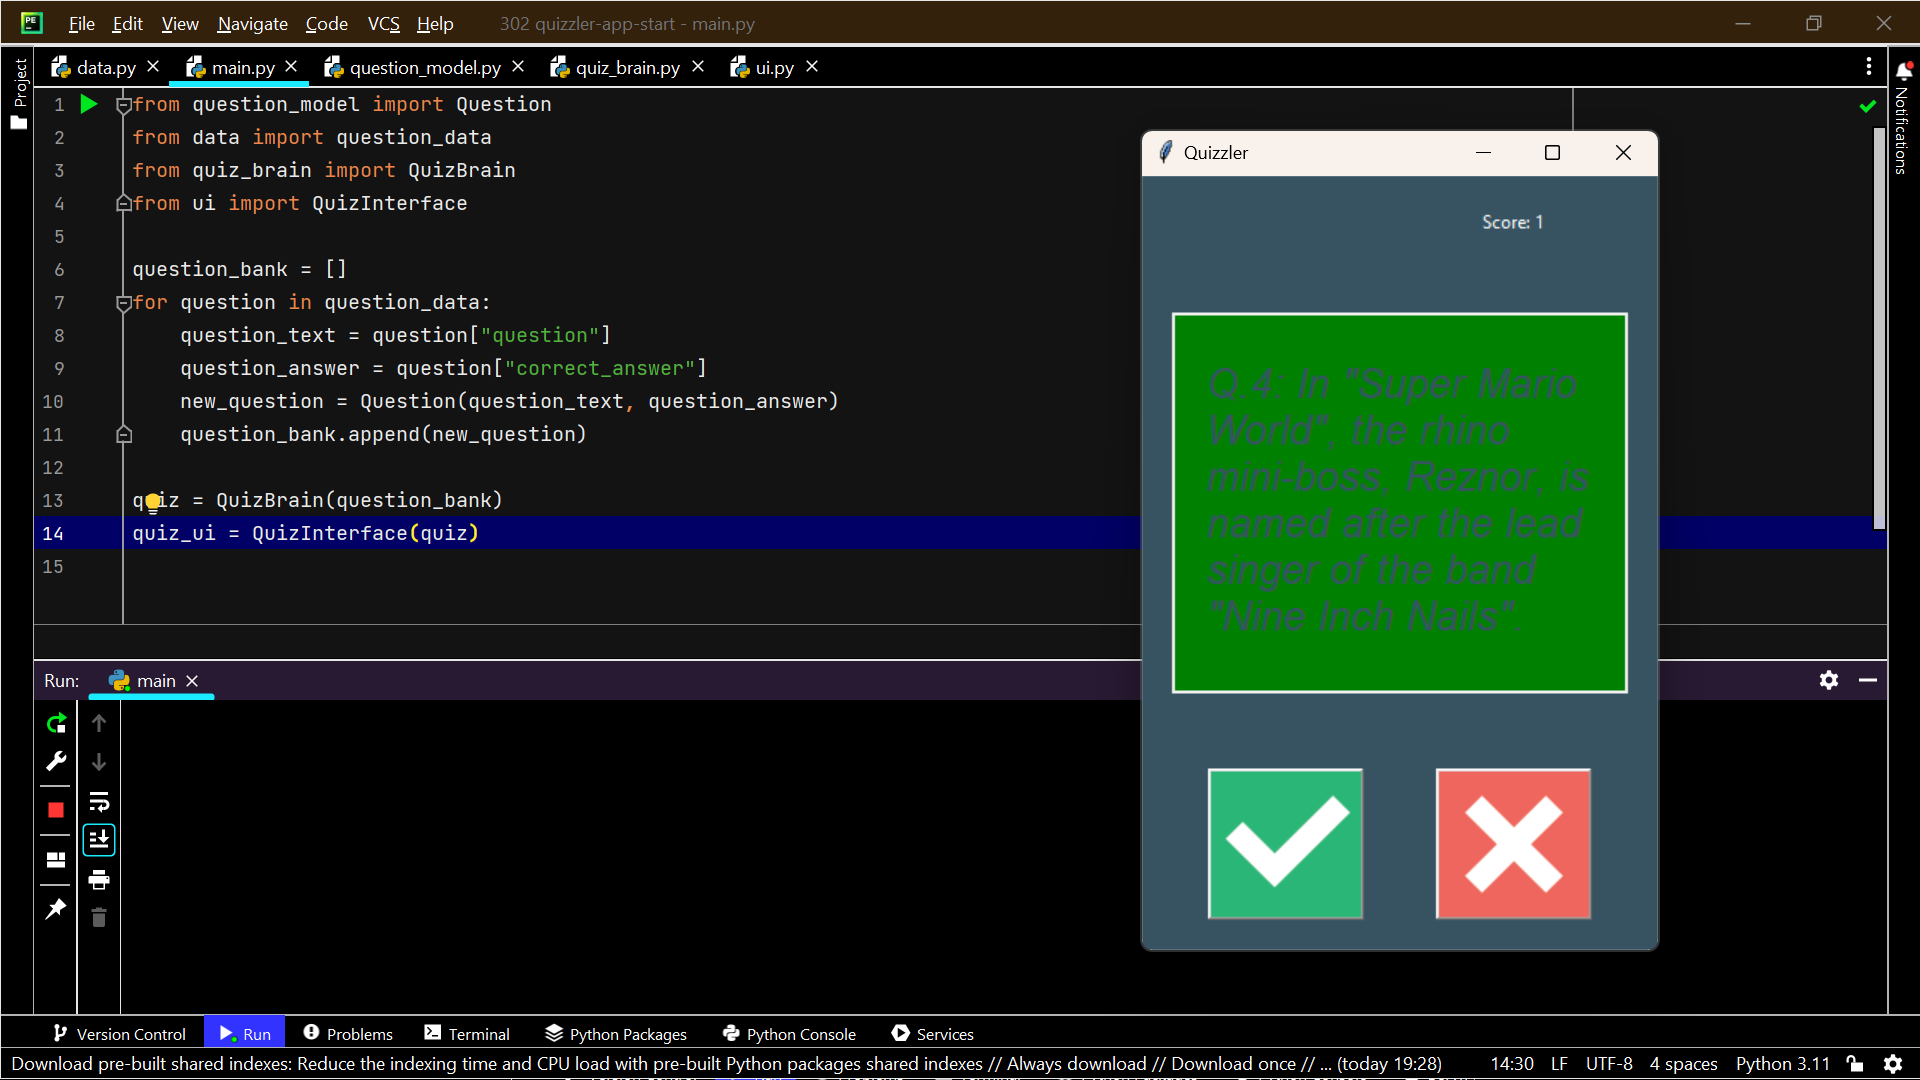 File Edit View Navigate Code VCS Help 302 quizzler-app-start - main.py
Project
data.py main.py question_model.py quiz_brain.py ui.py
Notifications
1 from question_model import Question
2 from data import question_data
3 from quiz_brain import QuizBrain
4 from ui import QuizInterface
5
6 question_bank = []
7 for question in question_data:
8 question_text = question["question"]
9 question_answer = question["correct_answer"]
10 new_question = Question(question_text, question_answer)
11 question_bank.append(new_question)
12
13 quiz = QuizBrain(question_bank)
14 quiz_ui = QuizInterface(quiz)
15
Quizzler
Score: 1
Q.4: In "Super Mario
World", the rhino
mini-boss, Reznor, is
named after the lead
singer of the band
"Nine Inch Nails".
Run: main
Version Control Run Problems Terminal Python Packages Python Console Services
Download pre-built shared indexes: Reduce the indexing time and CPU load with pre-built Python packages shared indexes // Always download // Download once // ... (today 19:28) 14:30 LF UTF-8 4 spaces Python 3.11